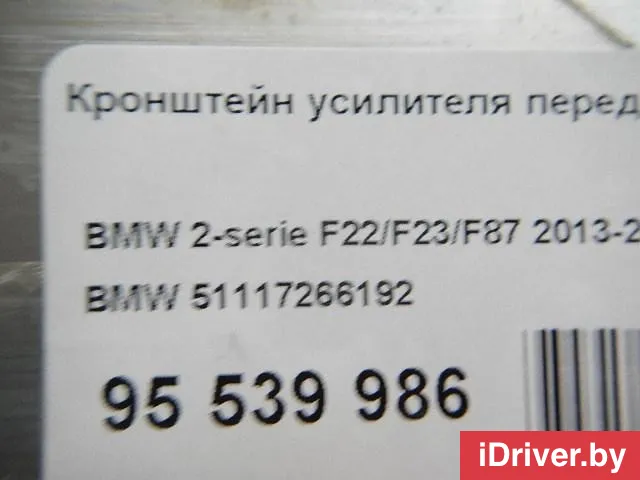 Кронштейн усилителя перед
BMW 2-serie F22/F23/F87 2013-2
BMW 51117266192
95 539 986
iDriver.by